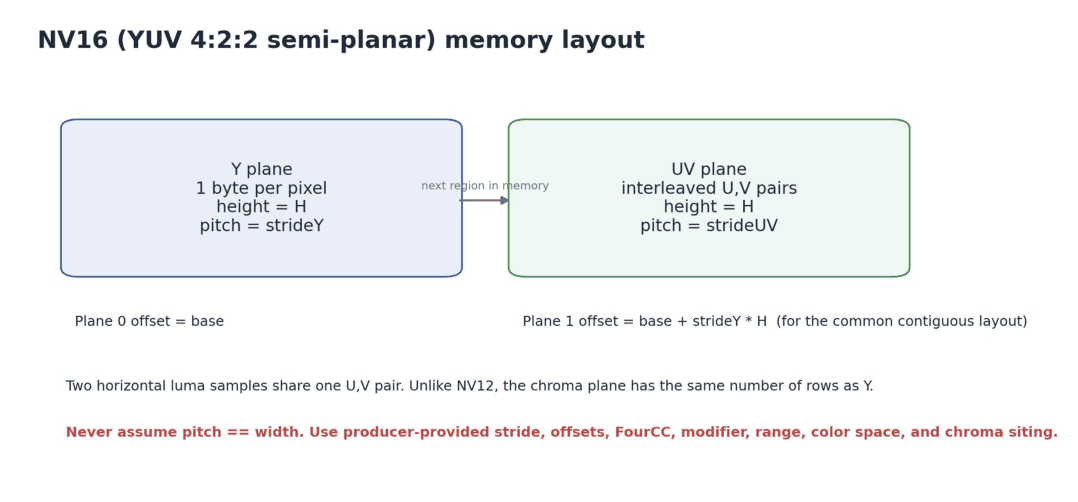 NV16 (YUV 4:2:2 semi-planar) memory layout
Y plane
1 byte per pixel
height = H
pitch = strideY
next region in memory
UV plane
interleaved U,V pairs
height = H
pitch = strideUV
Plane 0 offset = base
Plane 1 offset = base + strideY * H  (for the common contiguous layout)
Two horizontal luma samples share one U,V pair. Unlike NV12, the chroma plane has the same number of rows as Y.
Never assume pitch == width. Use producer-provided stride, offsets, FourCC, modifier, range, color space, and chroma siting.